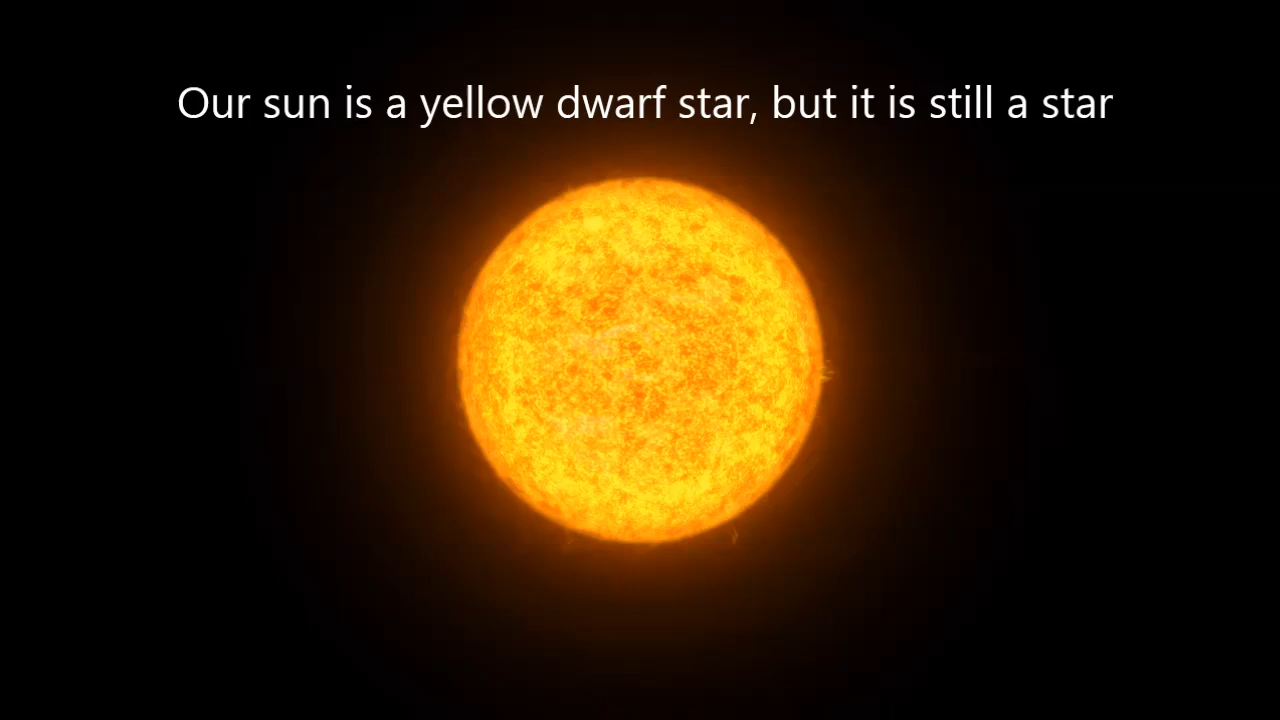 Our sun is a yellow dwarf star, but it is still a star